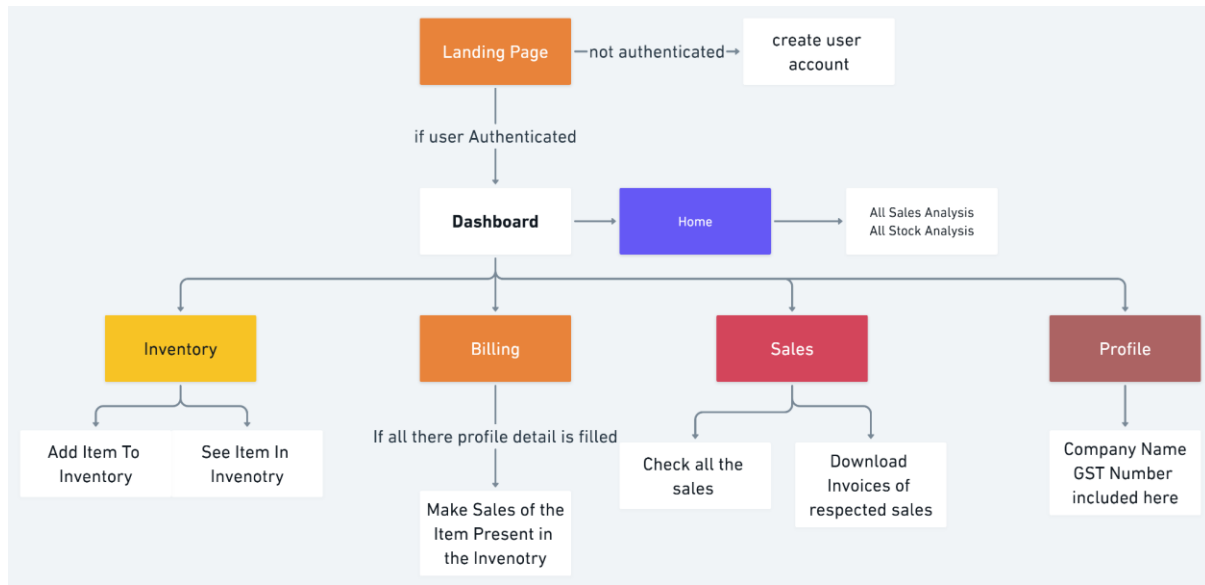 Landing Page
not authenticated
create user
account
if user Authenticated
Dashboard
Home
All Sales Analysis
All Stock Analysis
Inventory
Billing
Sales
Profile
Add Item To
Inventory
See Item In
Invenotry
If all there profile detail is filled
Make Sales of the
Item Present in
the Invenotry
Check all the
sales
Download
Invoices of
respected sales
Company Name
GST Number
included here